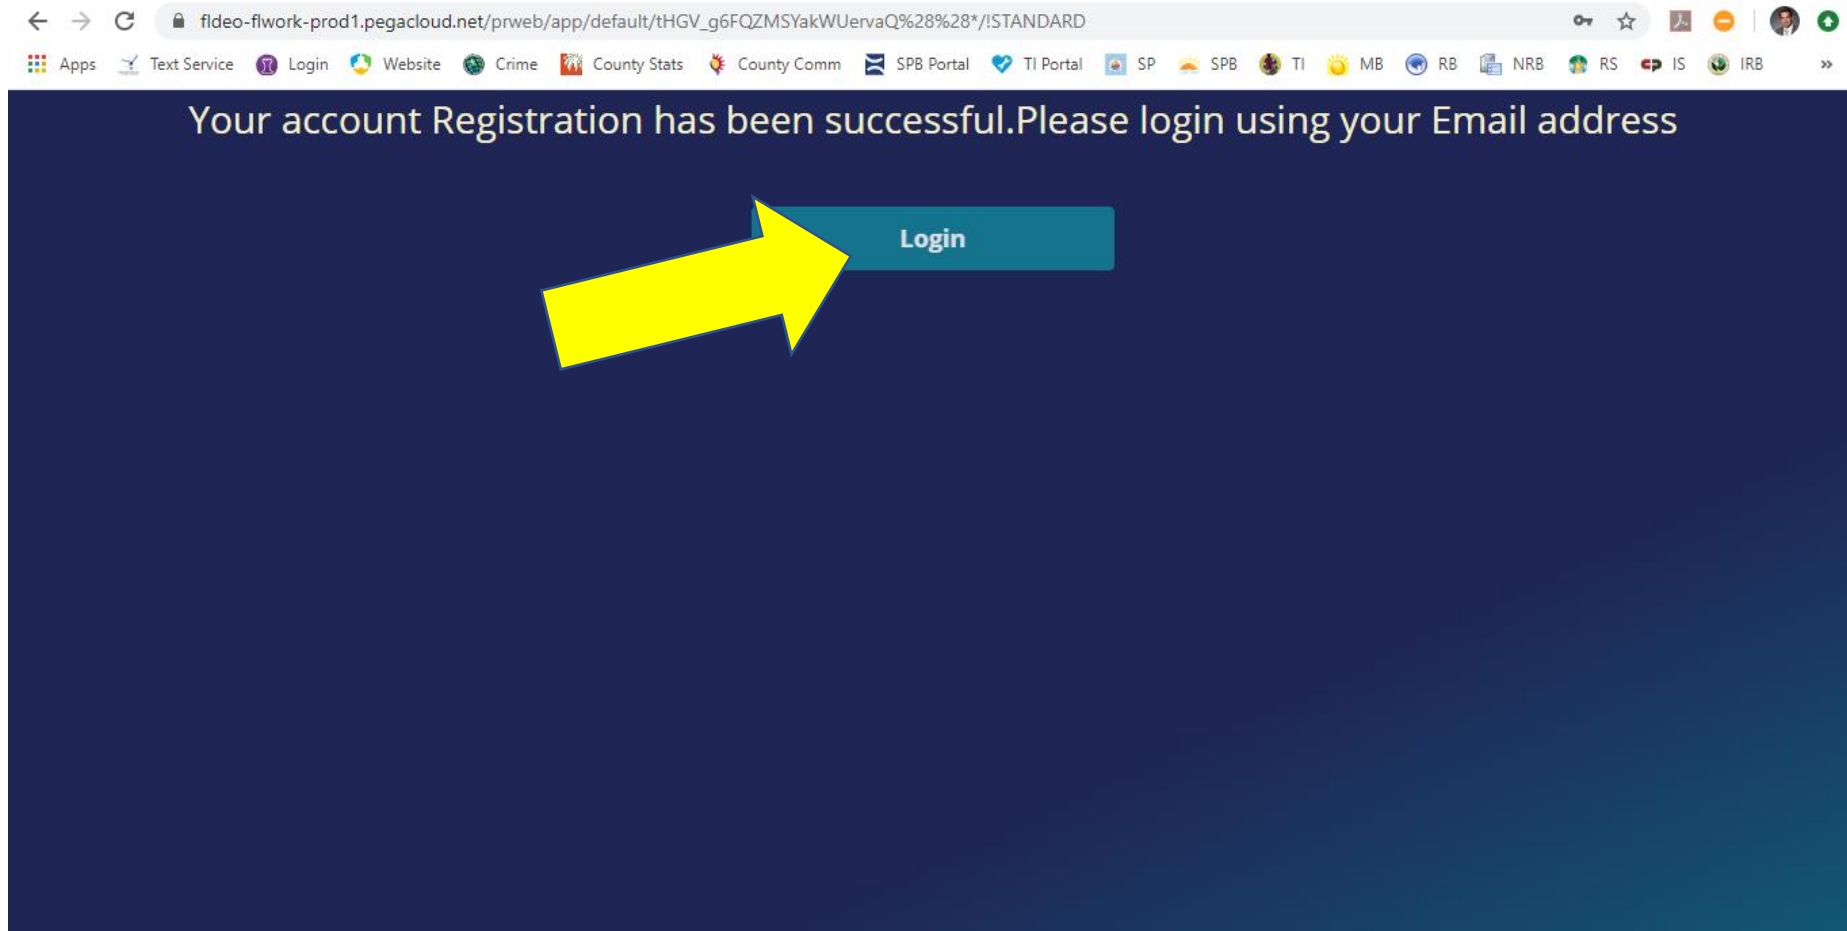 fldeo-flwork-prod1.pegacloud.net/prweb/app/default/tHGV_g6FQZMSYakWUervaQ%28%28*/!STANDARD
Apps Text Service Login Website Crime County Stats County Comm SPB Portal TI Portal SP SPB TI MB RB NRB RS CP IS IRB »
Your account Registration has been successful.Please login using your Email address
Login